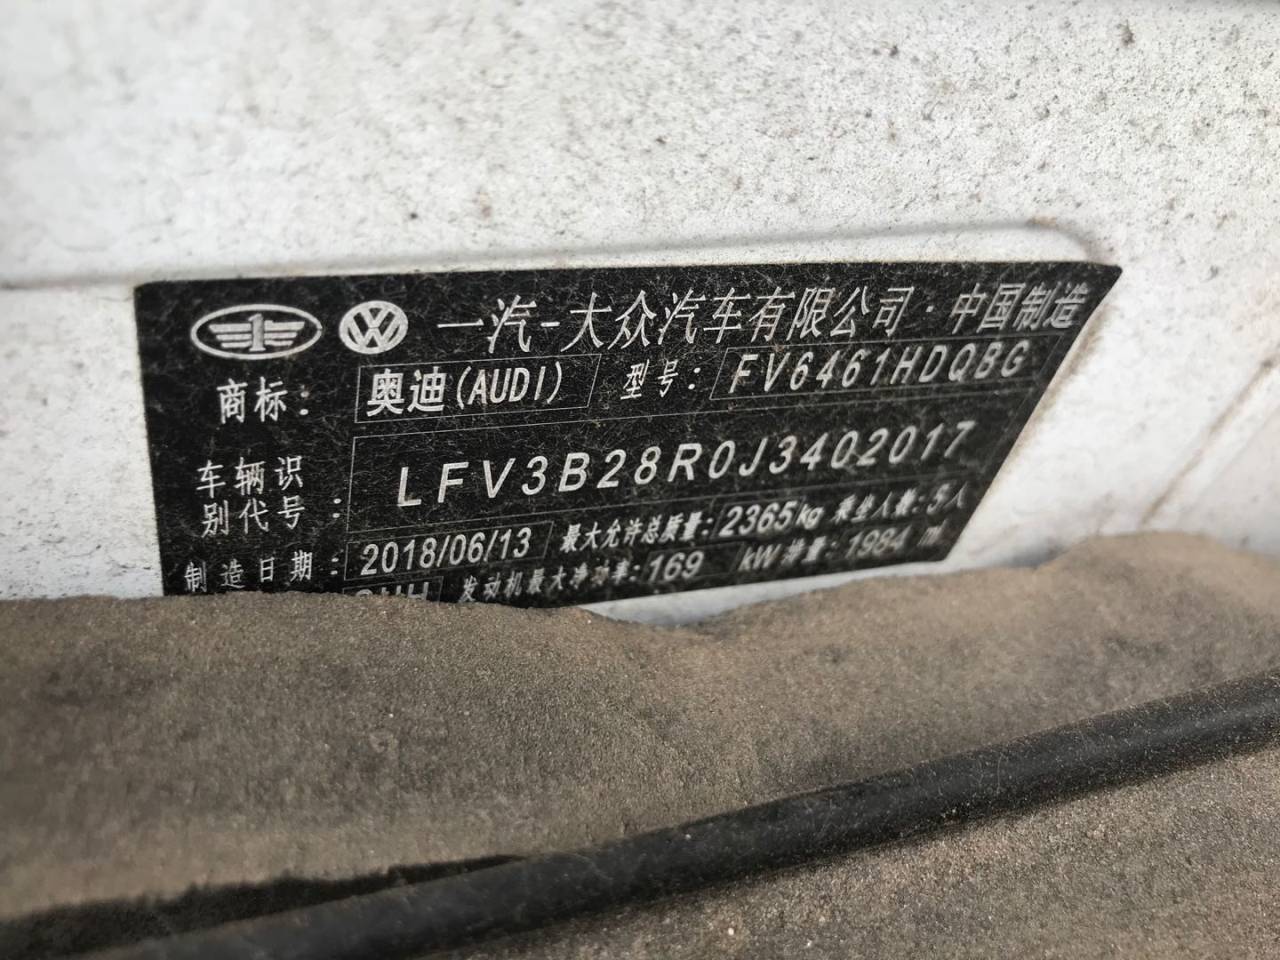 一汽-大众汽车有限公司·中国制造
商标：奥迪(AUDI) 型号：FV6461HDQBG
车辆识别代号：LFV3B28R0J3402017
制造日期：2018/06/13 最大允许总质量：2365kg 乘坐人数：5人
发动机最大净功率：169 kW 排量：1984 ml